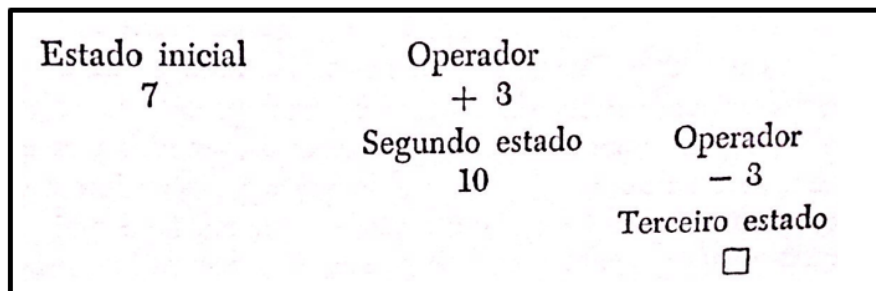 Estado inicial Operador
7 + 3
Segundo estado Operador
10 − 3
Terceiro estado
□